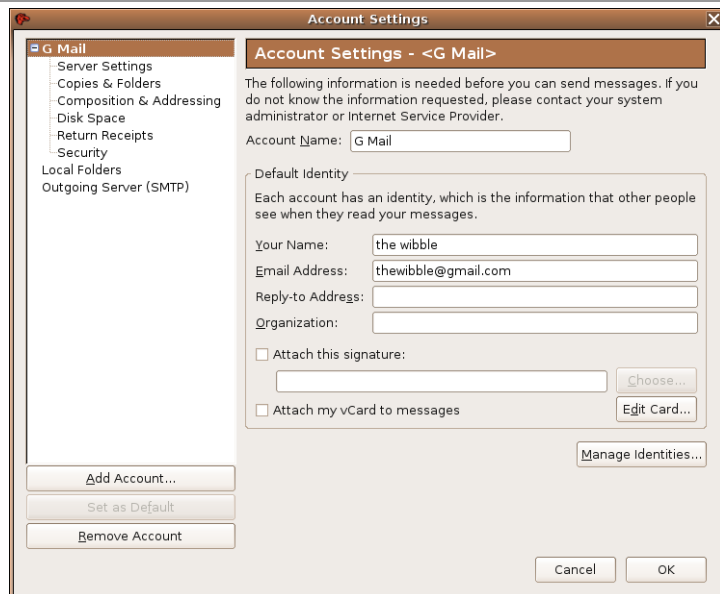 Account Settings
G Mail
Server Settings
Copies & Folders
Composition & Addressing
Disk Space
Return Receipts
Security
Local Folders
Outgoing Server (SMTP)
Add Account...
Set as Default
Remove Account
Account Settings - <G Mail>
The following information is needed before you can send messages. If you
do not know the information requested, please contact your system
administrator or Internet Service Provider.
Account Name: G Mail
Default Identity
Each account has an identity, which is the information that other people
see when they read your messages.
Your Name: the wibble
Email Address: thewibble@gmail.com
Reply-to Address:
Organization:
Attach this signature:
Choose...
Attach my vCard to messages Edit Card...
Manage Identities...
Cancel OK